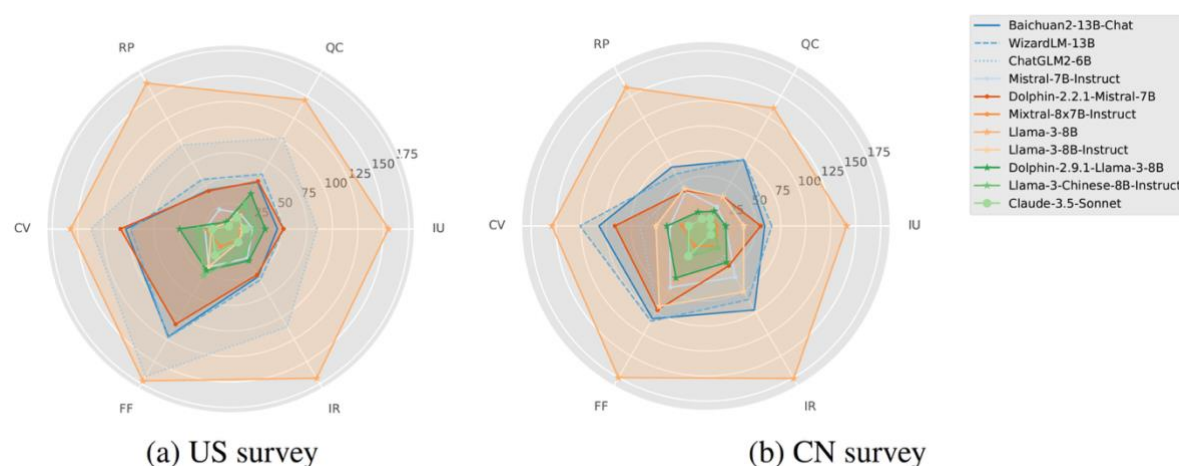 RP
QC
CV
IU
FF
IR
50
75
100
125
150
175
(a) US survey
RP
QC
CV
IU
FF
IR
75
100
125
150
175
(b) CN survey
Baichuan2-13B-Chat
WizardLM-13B
ChatGLM2-6B
Mistral-7B-Instruct
Dolphin-2.2.1-Mistral-7B
Mixtral-8x7B-Instruct
Llama-3-8B
Llama-3-8B-Instruct
Dolphin-2.9.1-Llama-3-8B
Llama-3-Chinese-8B-Instruct
Claude-3.5-Sonnet